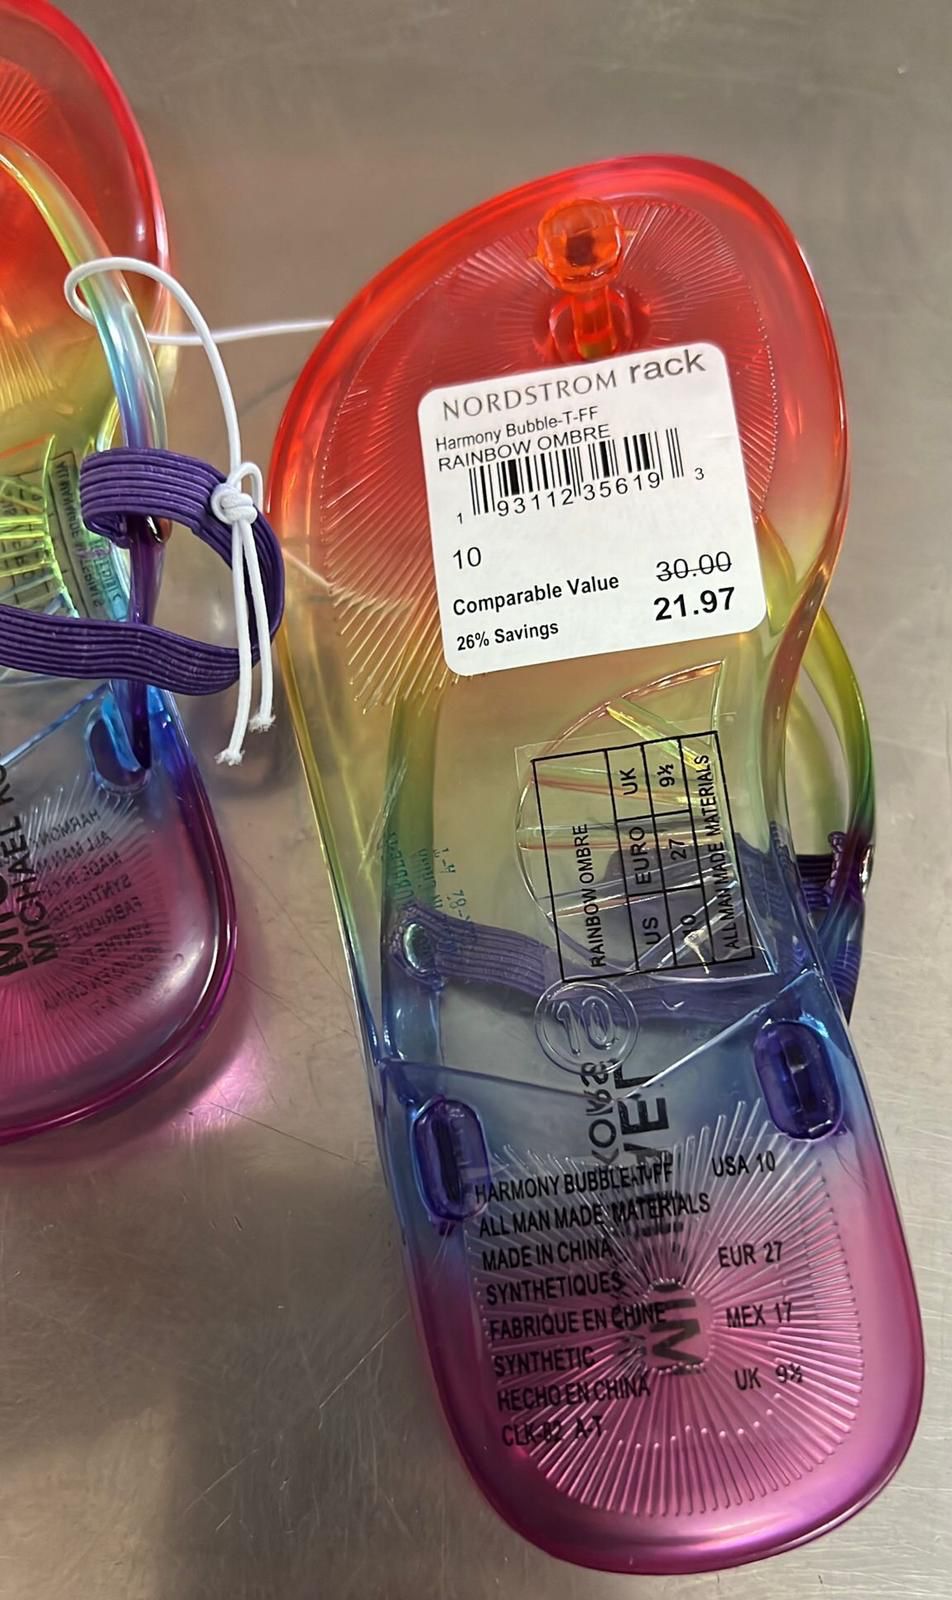 NORDSTROM rack
Harmony Bubble-T-FF
RAINBOW OMBRE
1 93112 35619 3
10
Comparable Value 30.00
26% Savings 21.97
RAINBOW OMBRE
US EURO UK
10 27 9½
ALL MAN MADE MATERIALS
10
HARMONY BUBBLE-T-FF USA 10
ALL MAN MADE MATERIALS
MADE IN CHINA
SYNTHETIQUES EUR 27
FABRIQUE EN CHINE MEX 17
SYNTHETIC
HECHO EN CHINA UK 9½
CLK-82 A-T
MICHAEL